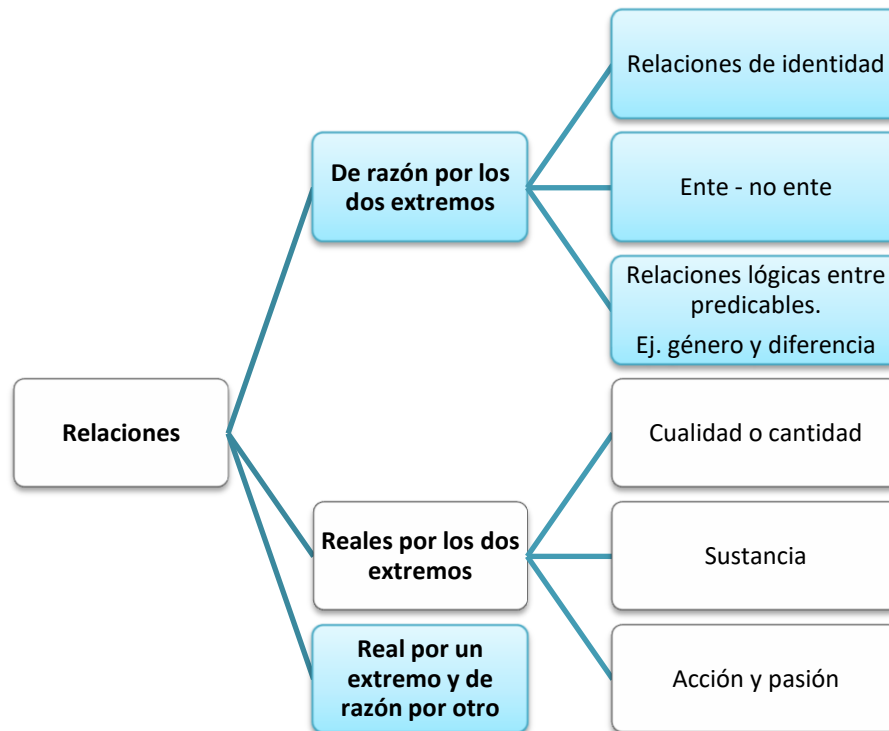 Relaciones
De razón por los
dos extremos
Relaciones de identidad
Ente - no ente
Relaciones lógicas entre
predicables.
Ej. género y diferencia
Reales por los dos
extremos
Cualidad o cantidad
Sustancia
Acción y pasión
Real por un
extremo y de
razón por otro